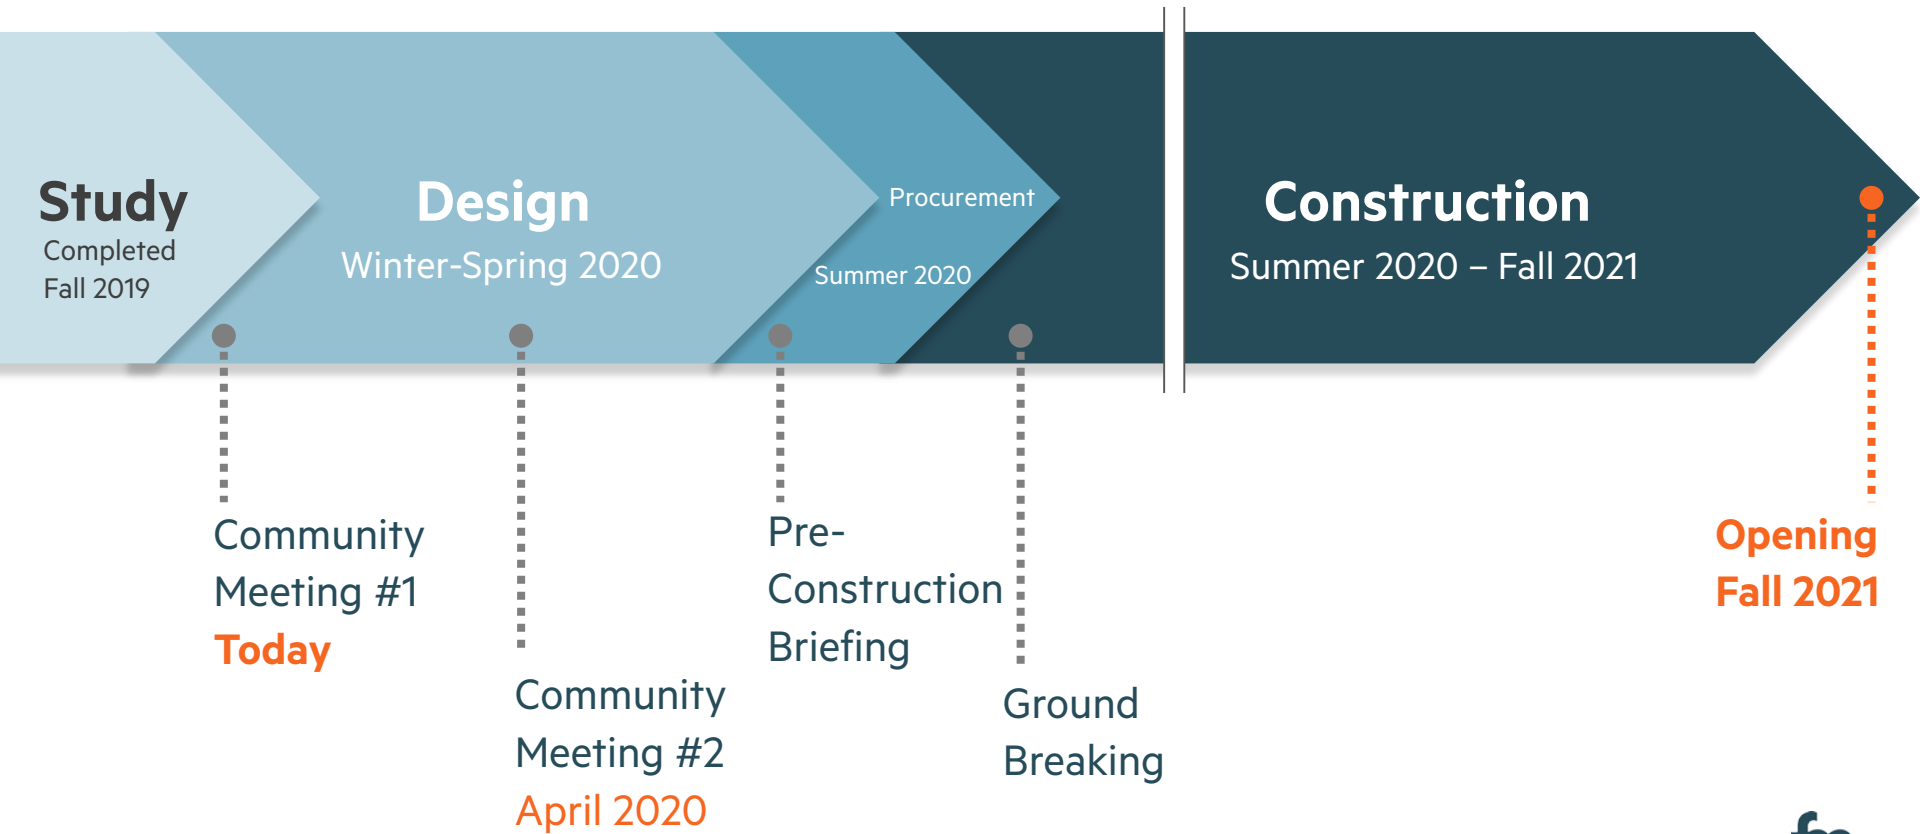 Study
Completed
Fall 2019
Design
Winter-Spring 2020
Procurement
Summer 2020
Construction
Summer 2020 – Fall 2021
Community
Meeting #1
Today
Community
Meeting #2
April 2020
Pre-
Construction
Briefing
Ground
Breaking
Opening
Fall 2021